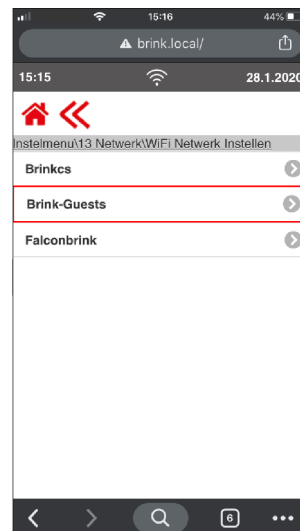 15:16 44%
brink.local/
15:15 28.1.2020
Instelmenu\13 Netwerk\WiFi Netwerk Instellen
Brinkcs
Brink-Guests
Falconbrink
6